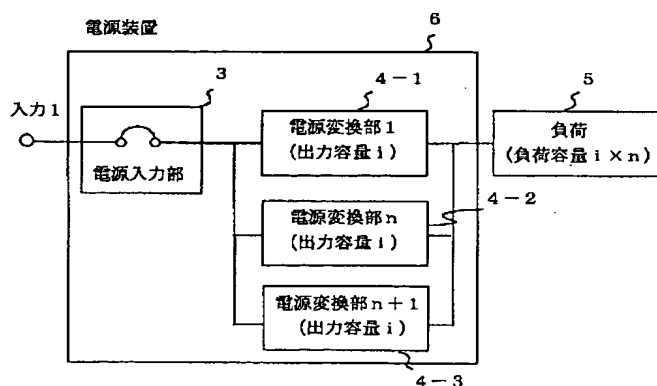 電源装置
6
3
4-1
5
入力1
電源変換部1
(出力容量i)
負荷
(負荷容量i×n)
電源入力部
4-2
電源変換部n
(出力容量i)
電源変換部n+1
(出力容量i)
4-3